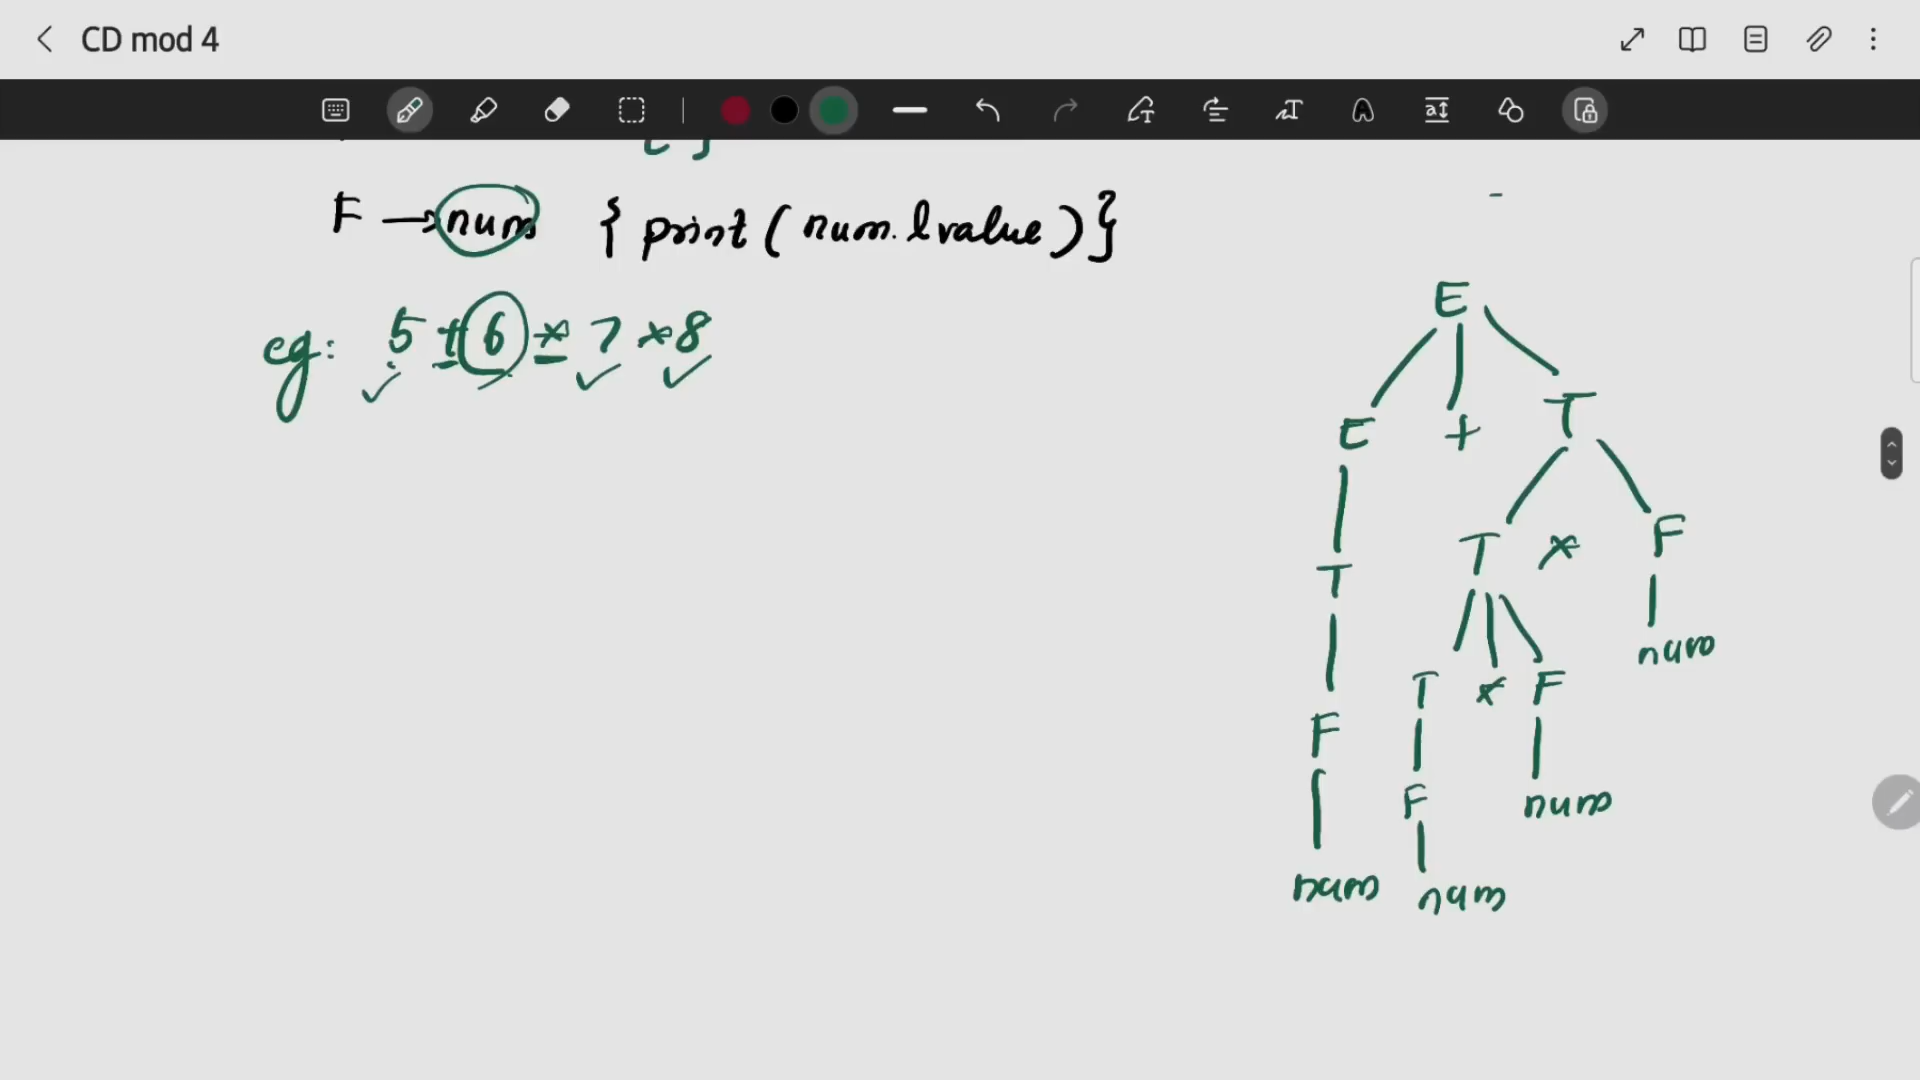 CD mod 4
F → num { print ( num. lvalue ) }
eg: 5 + 6 * 7 * 8
E
E + T
T T * F
num
F T * F
F num
num num